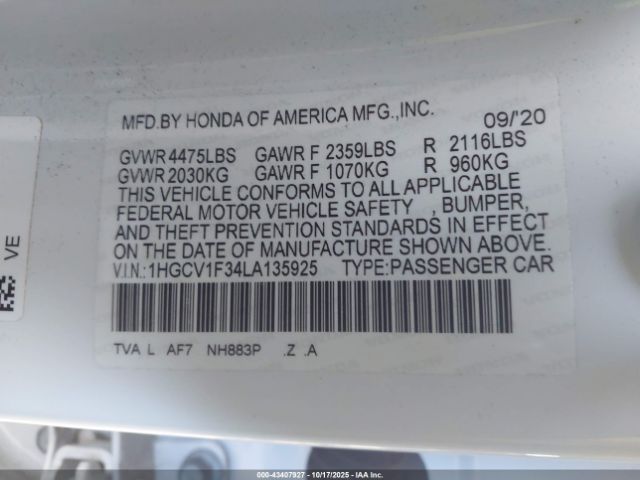 MFD.BY HONDA OF AMERICA MFG.,INC. 09/'20
GVWR 4475LBS GAWR F 2359LBS R 2116LBS
GVWR 2030KG GAWR F 1070KG R 960KG
THIS VEHICLE CONFORMS TO ALL APPLICABLE
FEDERAL MOTOR VEHICLE SAFETY , BUMPER,
AND THEFT PREVENTION STANDARDS IN EFFECT
ON THE DATE OF MANUFACTURE SHOWN ABOVE.
V.I.N.:1HGCV1F34LA135925 TYPE:PASSENGER CAR
TVA L AF7 NH883P .Z .A
VE
000-43407927 - 10/17/2025 - IAA Inc.